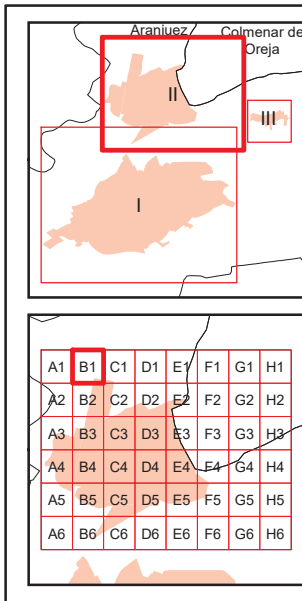 Aranjuez
Colmenar de
Oreja
II
III
I
A1 B1 C1 D1 E1 F1 G1 H1
A2 B2 C2 D2 E2 F2 G2 H2
A3 B3 C3 D3 E3 F3 G3 H3
A4 B4 C4 D4 E4 F4 G4 H4
A5 B5 C5 D5 E5 F5 G5 H5
A6 B6 C6 D6 E6 F6 G6 H6